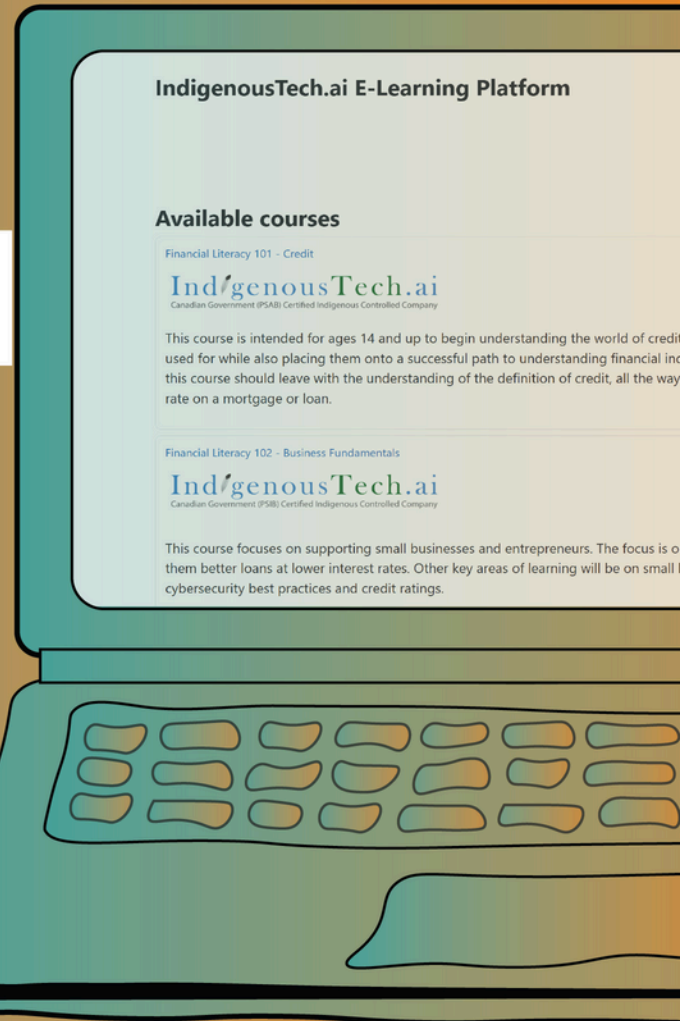 IndigenousTech.ai E-Learning Platform
Available courses
Financial Literacy 101 - Credit
IndigenousTech.ai
Canadian Government (PSAB) Certified Indigenous Controlled Company
This course is intended for ages 14 and up to begin understanding the world of credit
used for while also placing them onto a successful path to understanding financial
this course should leave with the understanding of the definition of credit, all the way
rate on a mortgage or loan.
Financial Literacy 102 - Business Fundamentals
IndigenousTech.ai
Canadian Government (PSIB) Certified Indigenous Controlled Company
This course focuses on supporting small businesses and entrepreneurs. The focus is
them better loans at lower interest rates. Other key areas of learning will be on small
cybersecurity best practices and credit ratings.